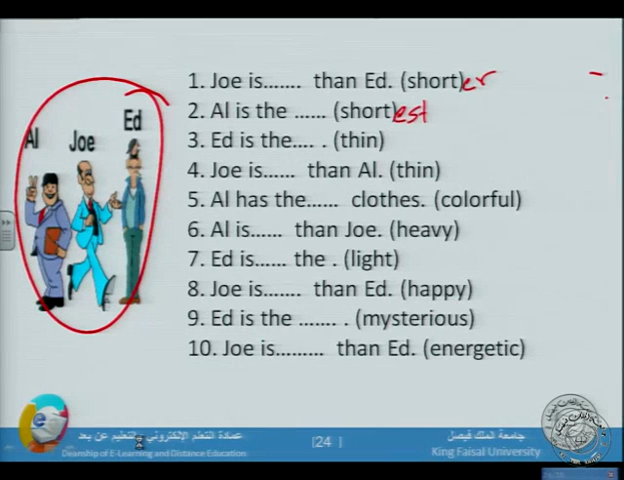 Al Joe Ed
1. Joe is....... than Ed. (short)er
2. Al is the ...... (short)est
3. Ed is the.... . (thin)
4. Joe is...... than Al. (thin)
5. Al has the...... clothes. (colorful)
6. Al is...... than Joe. (heavy)
7. Ed is...... the . (light)
8. Joe is....... than Ed. (happy)
9. Ed is the ....... . (mysterious)
10. Joe is......... than Ed. (energetic)
عمادة التعلم الإلكتروني والتعليم عن بعد
Deanship of E-Learning and Distance Education
[24 ]
جامعة الملك فيصل
King Faisal University